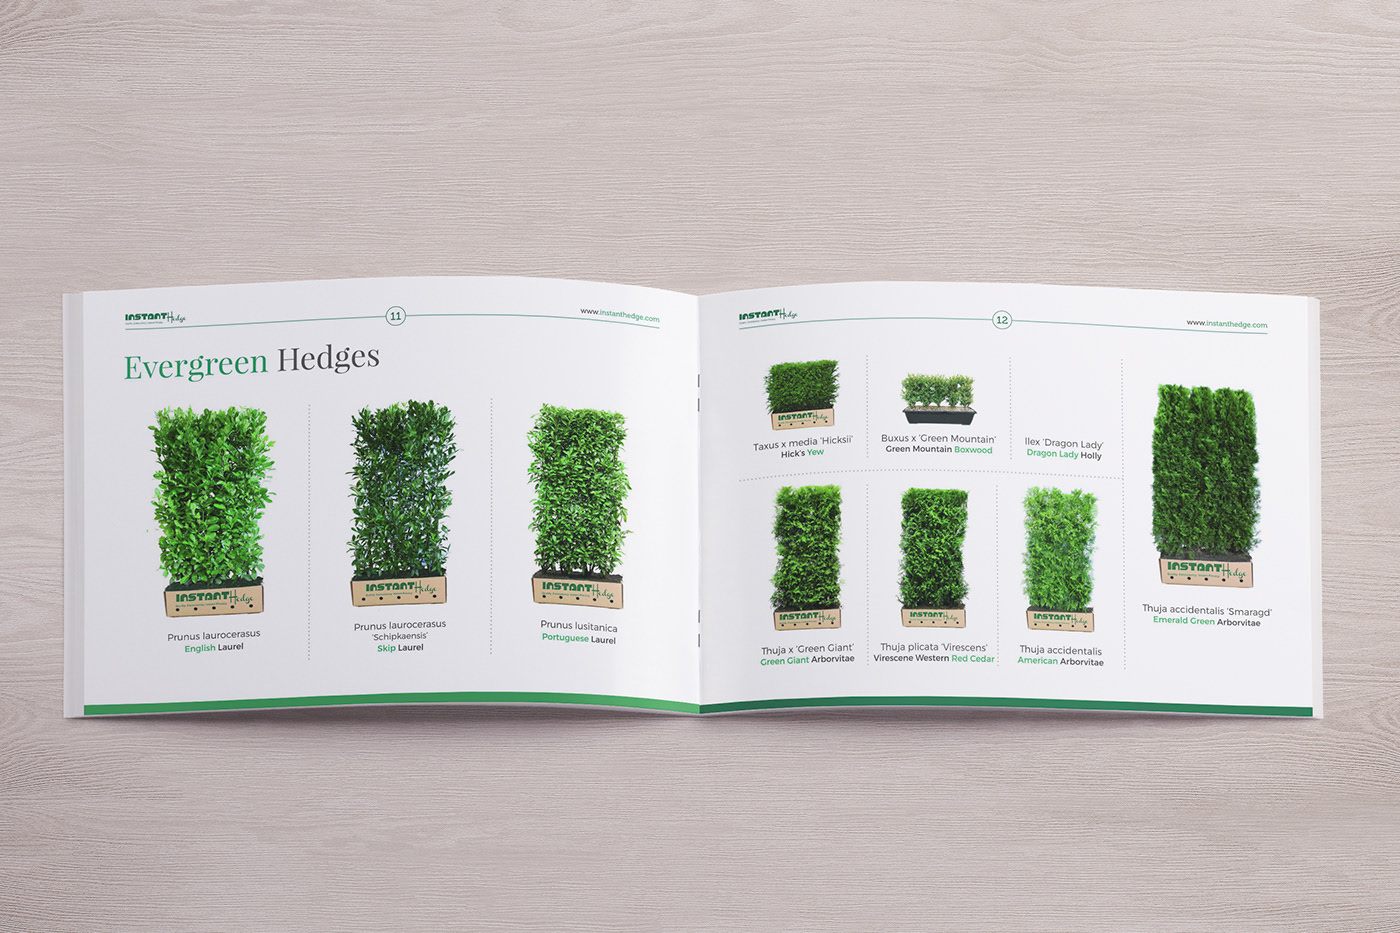 INSTANT Hedge
11
www.instanthedge.com
Evergreen Hedges
INSTANT Hedge
Prunus laurocerasus
English Laurel
INSTANT Hedge
Prunus laurocerasus
'Schipkaensis'
Skip Laurel
INSTANT Hedge
Prunus lusitanica
Portuguese Laurel
INSTANT Hedge
12
www.instanthedge.com
INSTANT Hedge
Taxus x media 'Hicksii'
Hick's Yew
Buxus x 'Green Mountain'
Green Mountain Boxwood
Ilex 'Dragon Lady'
Dragon Lady Holly
INSTANT Hedge
Thuja x 'Green Giant'
Green Giant Arborvitae
INSTANT Hedge
Thuja plicata 'Virescens'
Virescene Western Red Cedar
INSTANT Hedge
Thuja accidentalis
American Arborvitae
INSTANT Hedge
Thuja accidentalis 'Smaragd'
Emerald Green Arborvitae